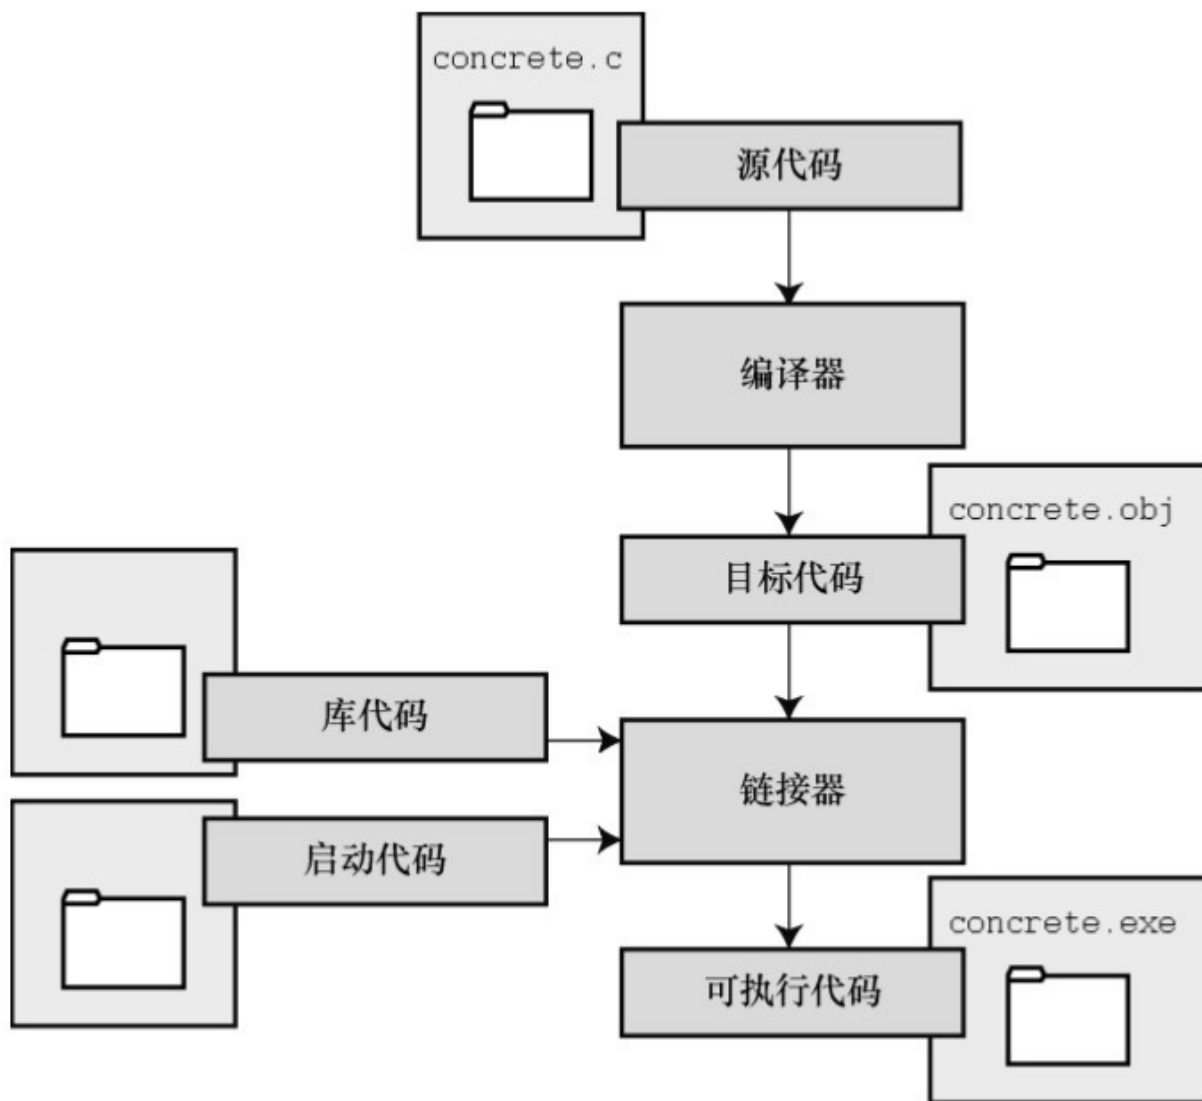 concrete.c
源代码
编译器
concrete.obj
目标代码
库代码
链接器
启动代码
concrete.exe
可执行代码